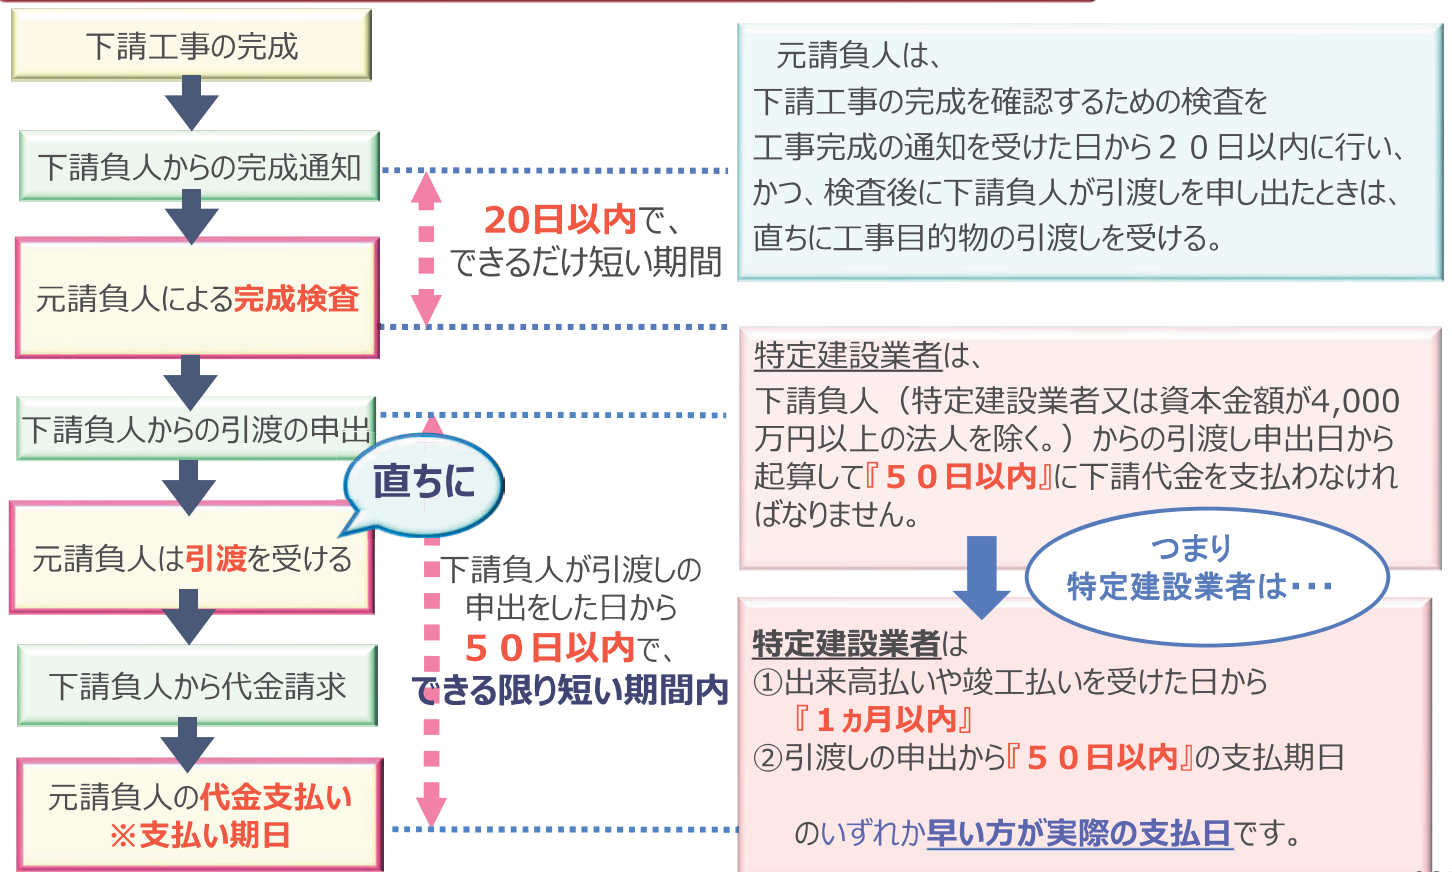 下請工事の完成
下請負人からの完成通知
元請負人による完成検査
下請負人からの引渡の申出
元請負人は引渡を受ける
下請負人から代金請求
元請負人の代金支払い
※支払い期日
20日以内で、
できるだけ短い期間
直ちに
下請負人が引渡しの
申出をした日から
５０日以内で、
できる限り短い期間内
元請負人は、
下請工事の完成を確認するための検査を
工事完成の通知を受けた日から２０日以内に行い、
かつ、検査後に下請負人が引渡しを申し出たときは、
直ちに工事目的物の引渡しを受ける。
特定建設業者は、
下請負人（特定建設業者又は資本金額が4,000
万円以上の法人を除く。）からの引渡し申出日から
起算して『５０日以内』に下請代金を支払わなけれ
ばなりません。
つまり
特定建設業者は・・・
特定建設業者は
①出来高払いや竣工払いを受けた日から
『１ヵ月以内』
②引渡しの申出から『５０日以内』の支払期日
のいずれか早い方が実際の支払日です。